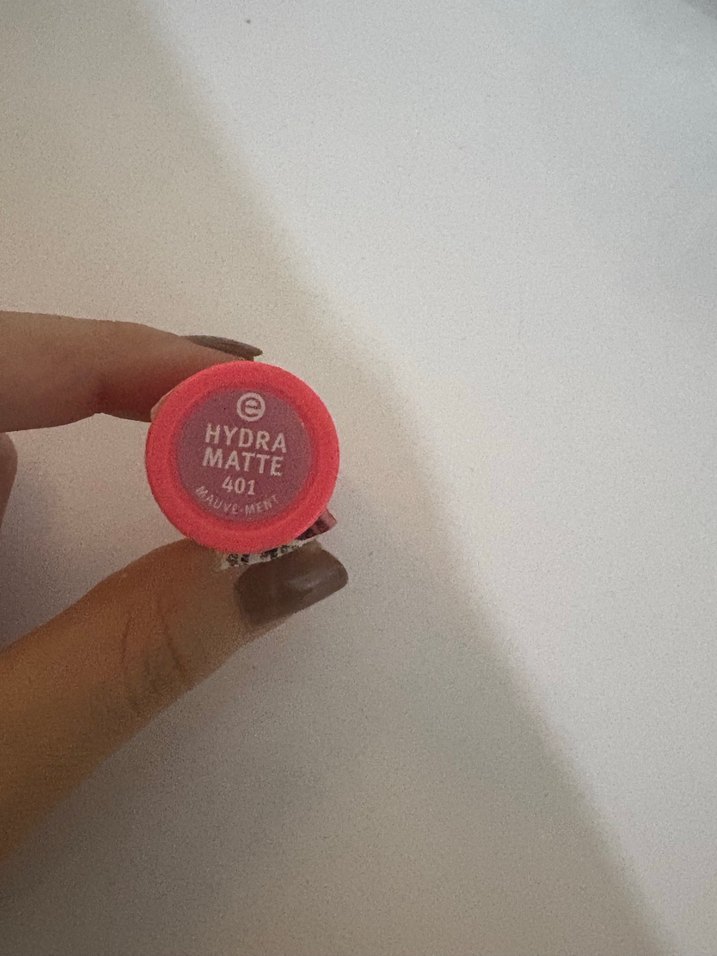 e
HYDRA
MATTE
401
MAUVE-MENT